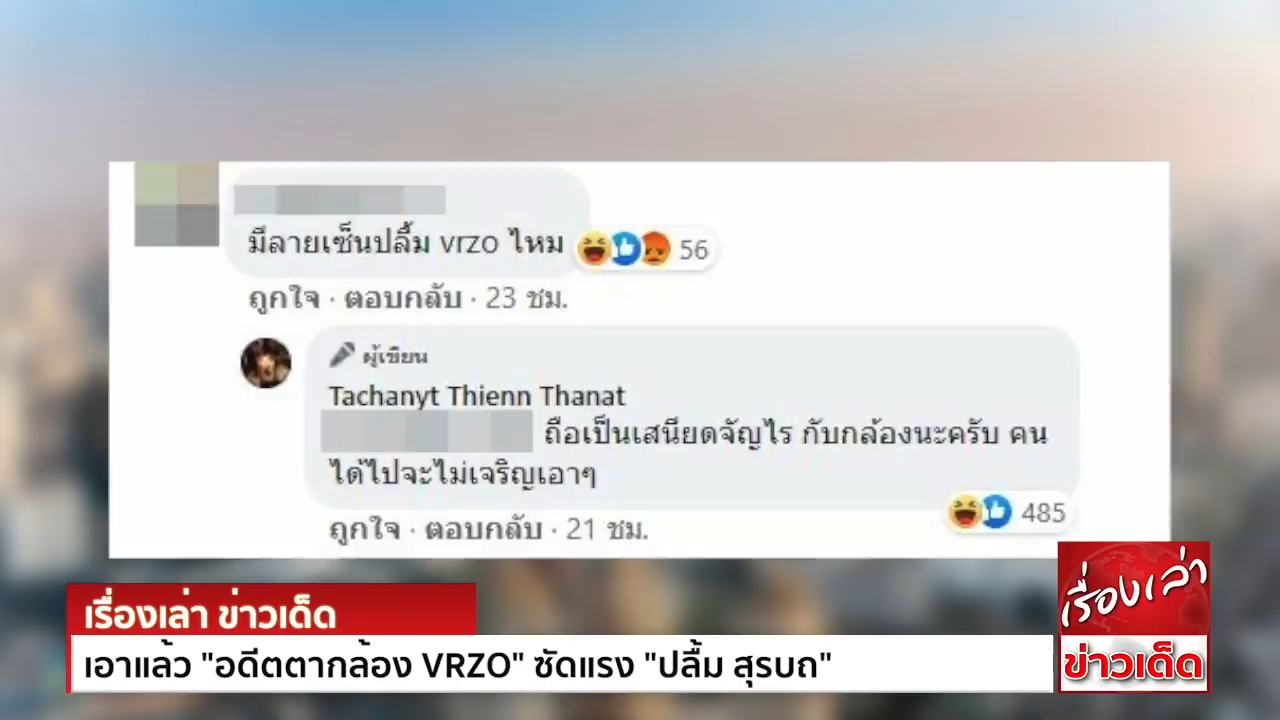 มีลายเซ็นปลื้ม vrzo ไหม
56
ถูกใจ · ตอบกลับ · 23 ชม.
ผู้เขียน
Tachanyt Thienn Thanat
ถือเป็นเสนียดจัญไร กับกล้องนะครับ คน
ได้ไปจะไม่เจริญเอาๆ
485
ถูกใจ · ตอบกลับ · 21 ชม.
เรื่องเล่า ข่าวเด็ด
เอาแล้ว "อดีตตากล้อง VRZO" ซัดแรง "ปลื้ม สุรบถ"
เรื่องเล่า
ข่าวเด็ด